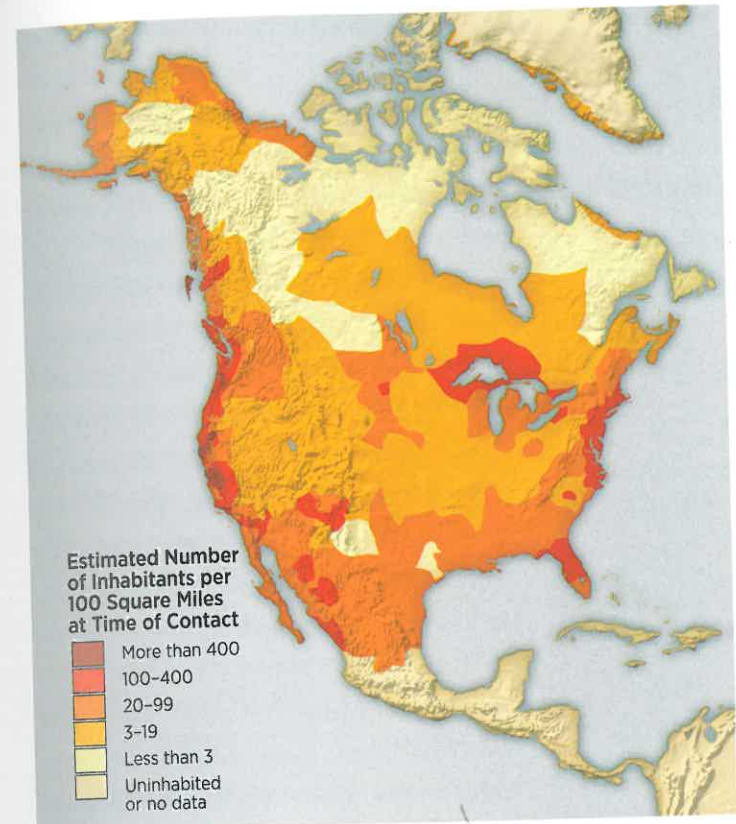 Estimated Number
of Inhabitants per
100 Square Miles
at Time of Contact
More than 400
100–400
20–99
3–19
Less than 3
Uninhabited
or no data